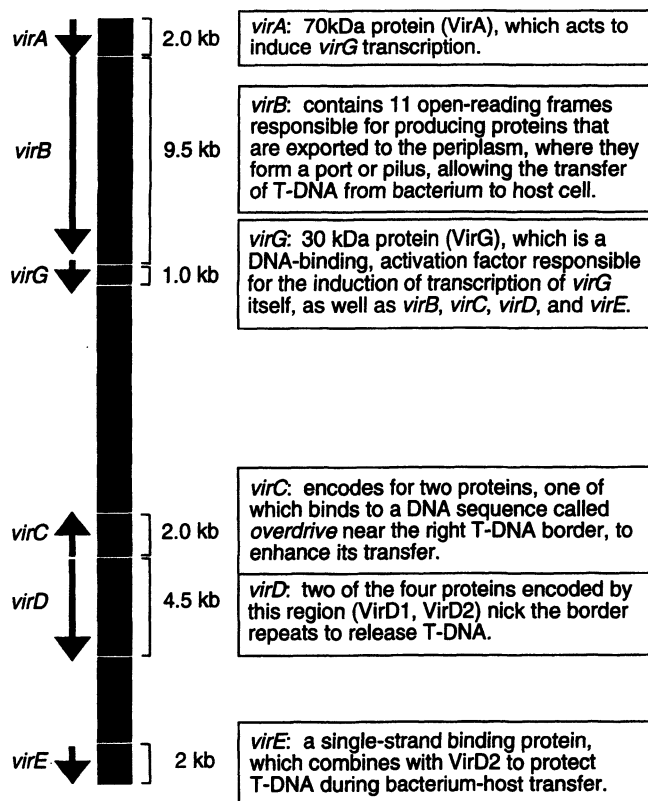 virA
2.0 kb
virA: 70kDa protein (VirA), which acts to
induce virG transcription.
virB
9.5 kb
virB: contains 11 open-reading frames
responsible for producing proteins that
are exported to the periplasm, where they
form a port or pilus, allowing the transfer
of T-DNA from bacterium to host cell.
virG
1.0 kb
virG: 30 kDa protein (VirG), which is a
DNA-binding, activation factor responsible
for the induction of transcription of virG
itself, as well as virB, virC, virD, and virE.
virC
2.0 kb
virC: encodes for two proteins, one of
which binds to a DNA sequence called
overdrive near the right T-DNA border, to
enhance its transfer.
virD
4.5 kb
virD: two of the four proteins encoded by
this region (VirD1, VirD2) nick the border
repeats to release T-DNA.
virE
2 kb
virE: a single-strand binding protein,
which combines with VirD2 to protect
T-DNA during bacterium-host transfer.